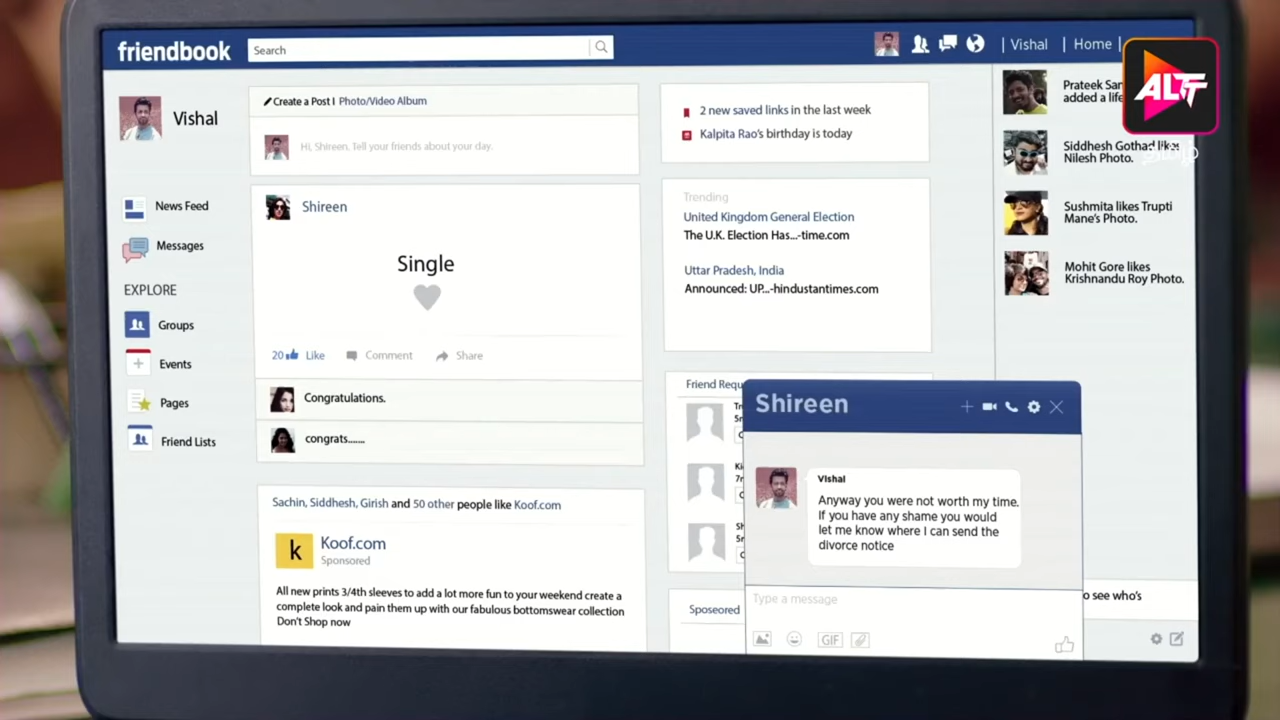 friendbook
Search
| Vishal
| Home |
Vishal
Create a Post I Photo/Video Album
Hi, Shireen. Tell your friends about your day.
News Feed
Messages
EXPLORE
Groups
Events
Pages
Friend Lists
Shireen
Single
20 Like
Comment
Share
Congratulations.
congrats.......
Sachin, Siddhesh, Girish and 50 other people like Koof.com
k
Koof.com
Sponsored
All new prints 3/4th sleeves to add a lot more fun to your weekend create a
complete look and pain them up with our fabulous bottomswear collection
Don't Shop now
2 new saved links in the last week
Kalpita Rao's birthday is today
Trending
United Kingdom General Election
The U.K. Election Has...-time.com
Uttar Pradesh, India
Announced: UP...-hindustantimes.com
Friend Requ
Sposeored
Prateek San
added a life
Siddhesh Gothad likes
Nilesh Photo.
Sushmita likes Trupti
Mane's Photo.
Mohit Gore likes
Krishnandu Roy Photo.
ALTT
தமிழ்
Shireen
Vishal
Anyway you were not worth my time.
If you have any shame you would
let me know where I can send the
divorce notice
Type a message
GIF
o see who's